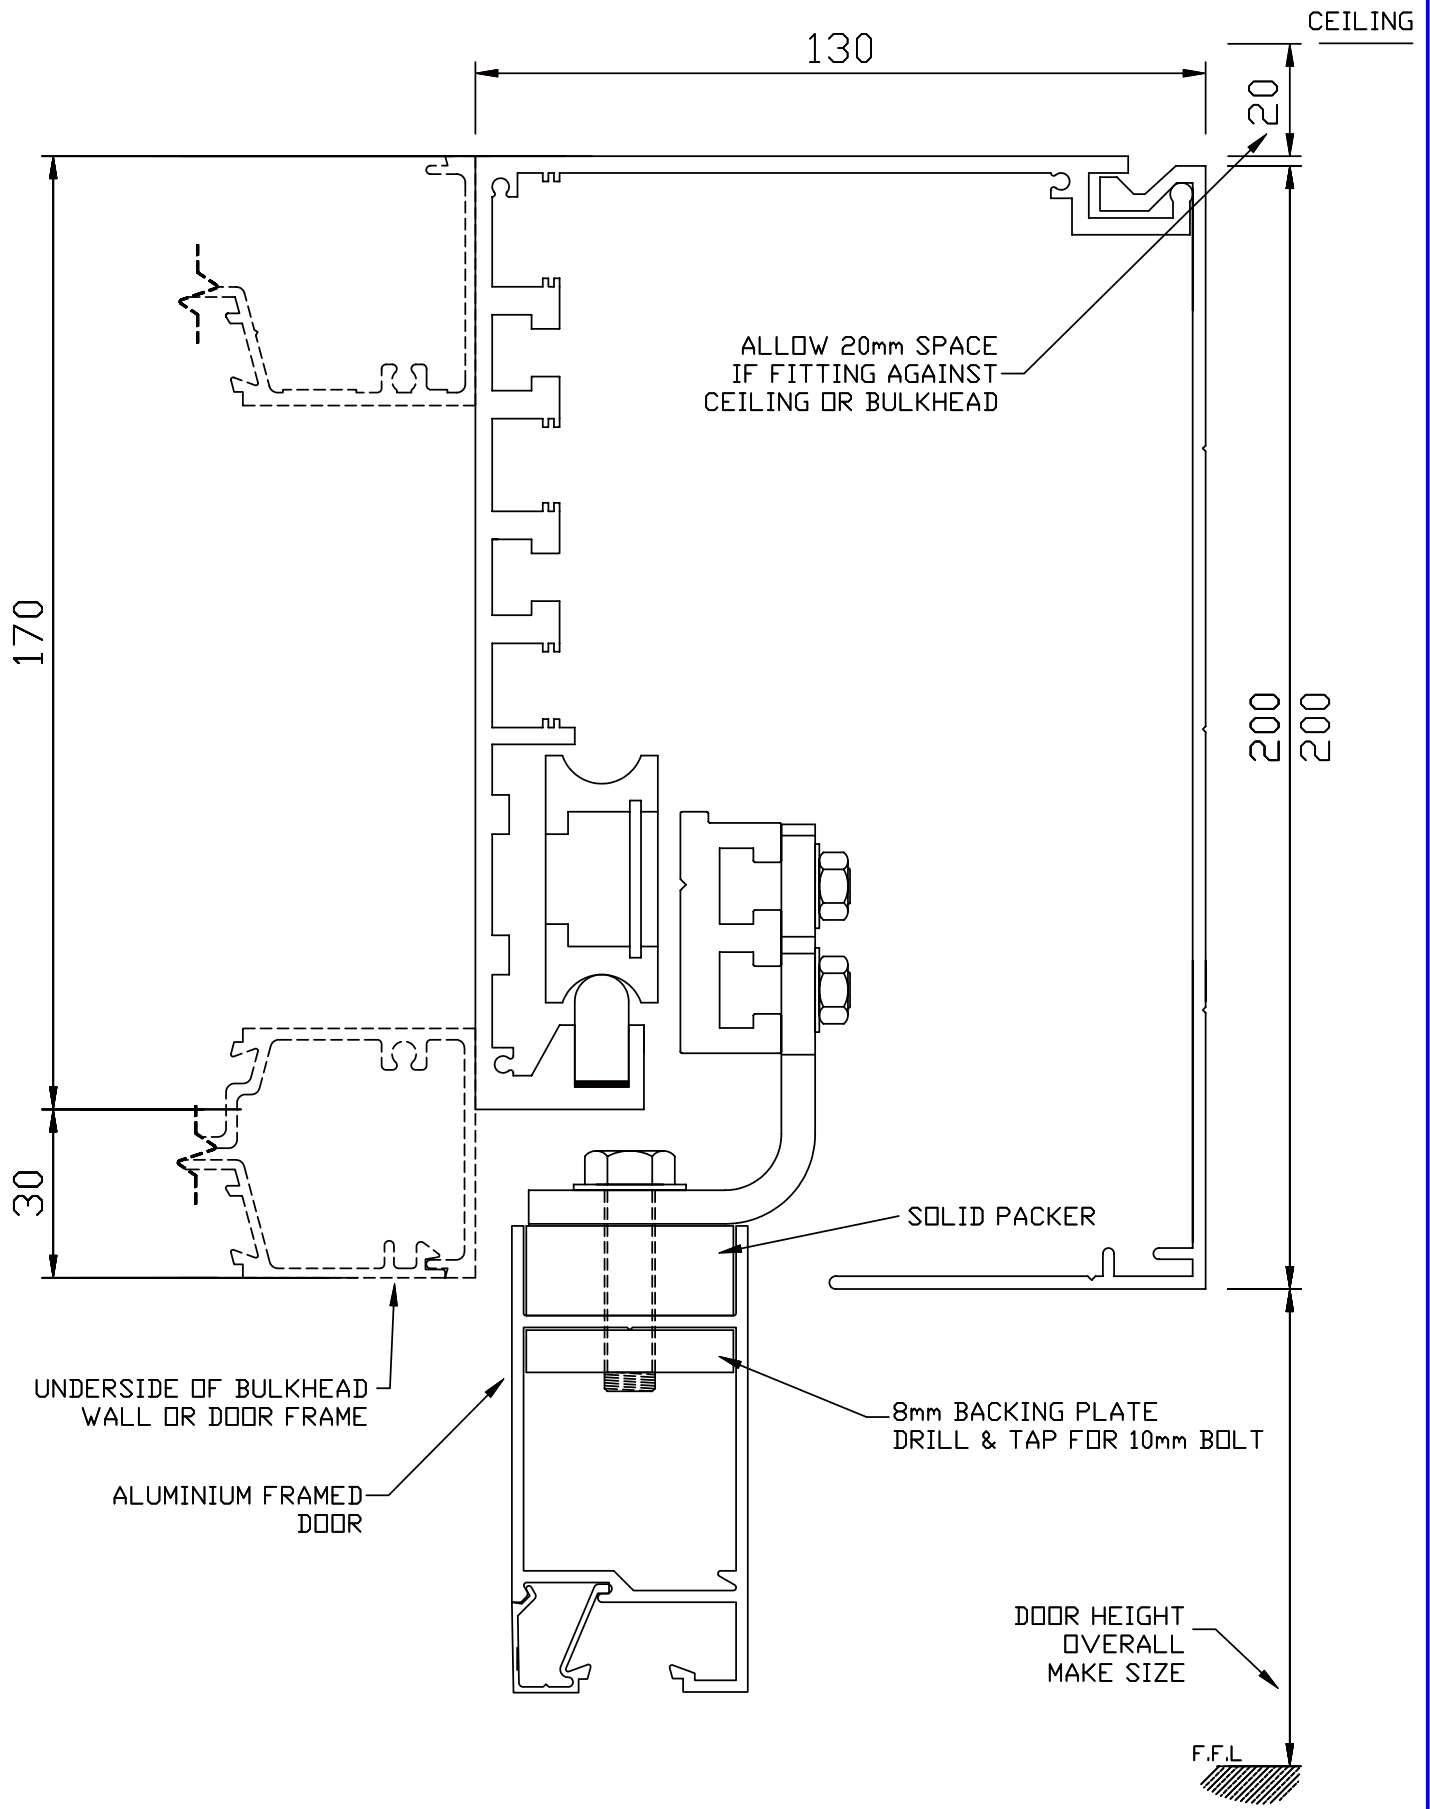 CEILING
130
20
ALLOW 20mm SPACE
IF FITTING AGAINST
CEILING OR BULKHEAD
170
200
200
30
SOLID PACKER
UNDERSIDE OF BULKHEAD
WALL OR DOOR FRAME
8mm BACKING PLATE
DRILL & TAP FOR 10mm BOLT
ALUMINIUM FRAMED
DOOR
DOOR HEIGHT
OVERALL
MAKE SIZE
F.F.L